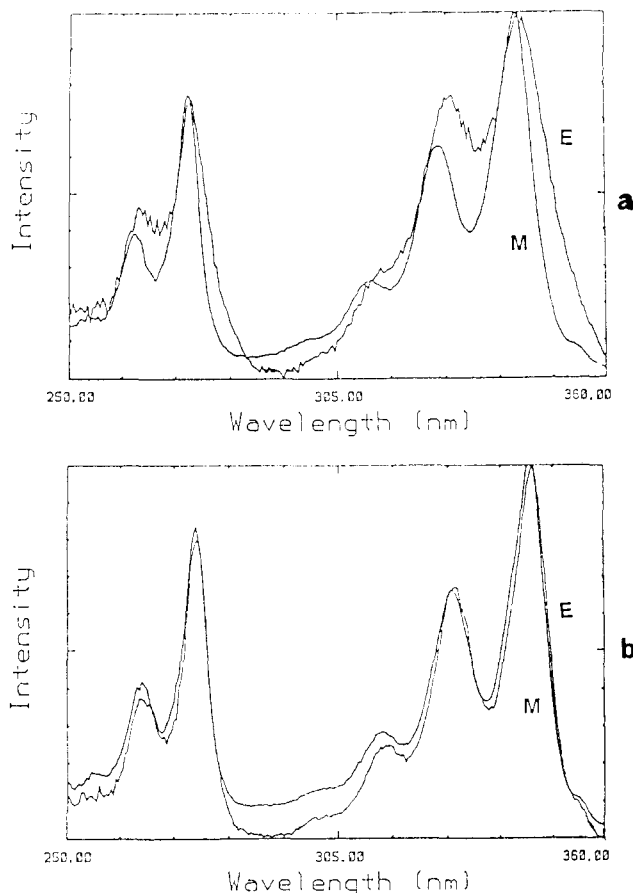 Intensity
E
M
a
250.00 305.00 360.00
Wavelength (nm)
Intensity
E
M
b
250.00 305.00 360.00
Wavelength (nm)